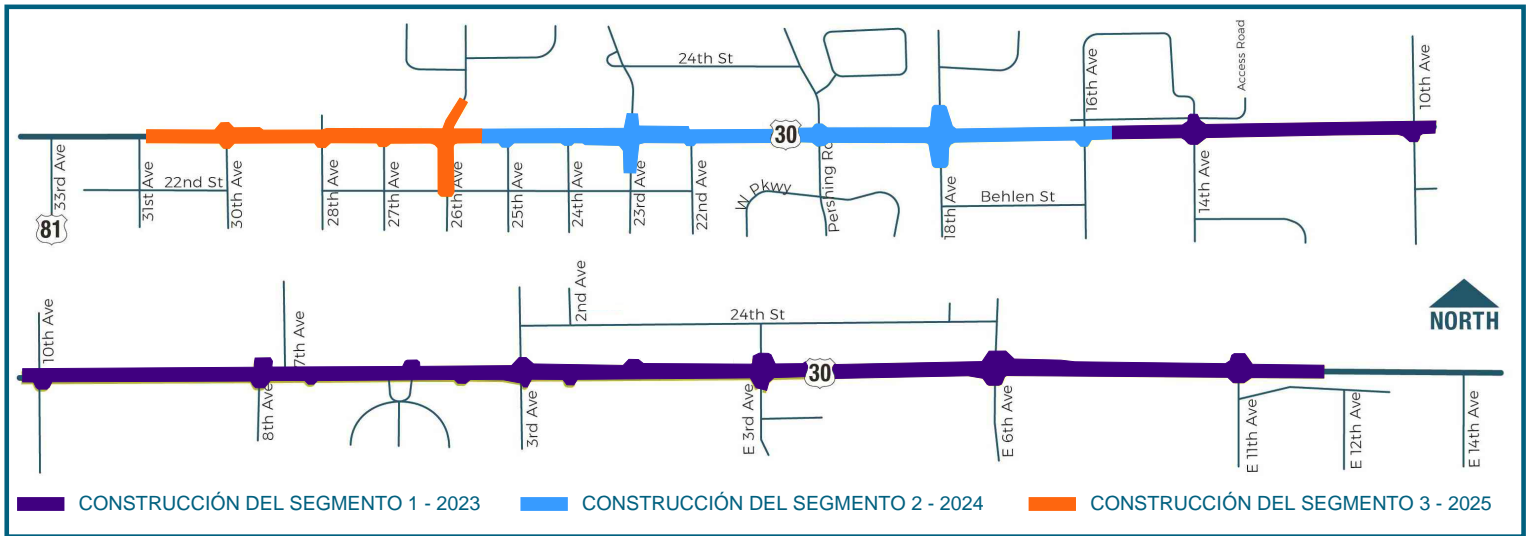 24th St
Access Road
16th Ave
10th Ave
30
33rd Ave
31st Ave
22nd St
30th Ave
28th Ave
27th Ave
26th Ave
25th Ave
24th Ave
23rd Ave
22nd Ave
W Pkwy
Pershing Rd
18th Ave
Behlen St
14th Ave
81
10th Ave
7th Ave
2nd Ave
24th St
NORTH
30
8th Ave
3rd Ave
E 3rd Ave
E 6th Ave
E 11th Ave
E 12th Ave
E 14th Ave
CONSTRUCCIÓN DEL SEGMENTO 1 - 2023
CONSTRUCCIÓN DEL SEGMENTO 2 - 2024
CONSTRUCCIÓN DEL SEGMENTO 3 - 2025